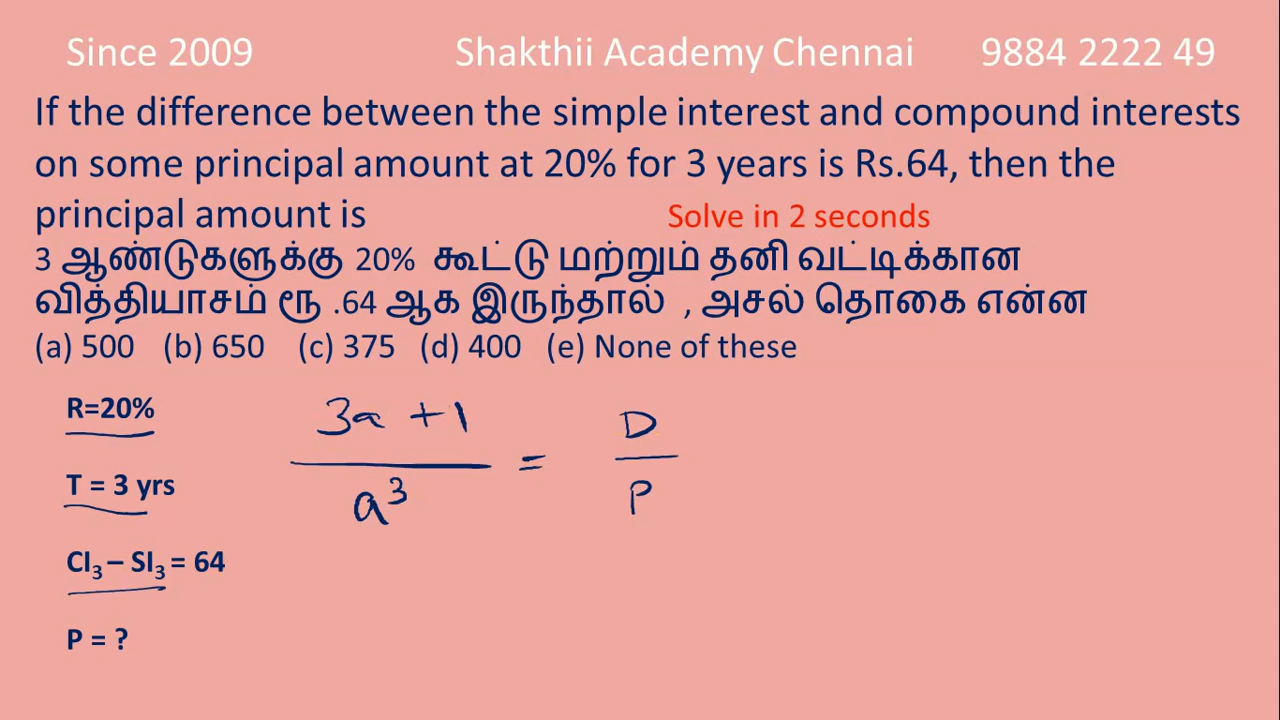 Since 2009 Shakthii Academy Chennai 9884 2222 49
If the difference between the simple interest and compound interests
on some principal amount at 20% for 3 years is Rs.64, then the
principal amount is Solve in 2 seconds
3 ஆண்டுகளுக்கு 20% கூட்டு மற்றும் தனி வட்டிக்கான
வித்தியாசம் ரூ .64 ஆக இருந்தால் , அசல் தொகை என்ன
(a) 500 (b) 650 (c) 375 (d) 400 (e) None of these
R=20%
T = 3 yrs
CI₃ – SI₃ = 64
P = ?
3a + 1 / a³ = D / P